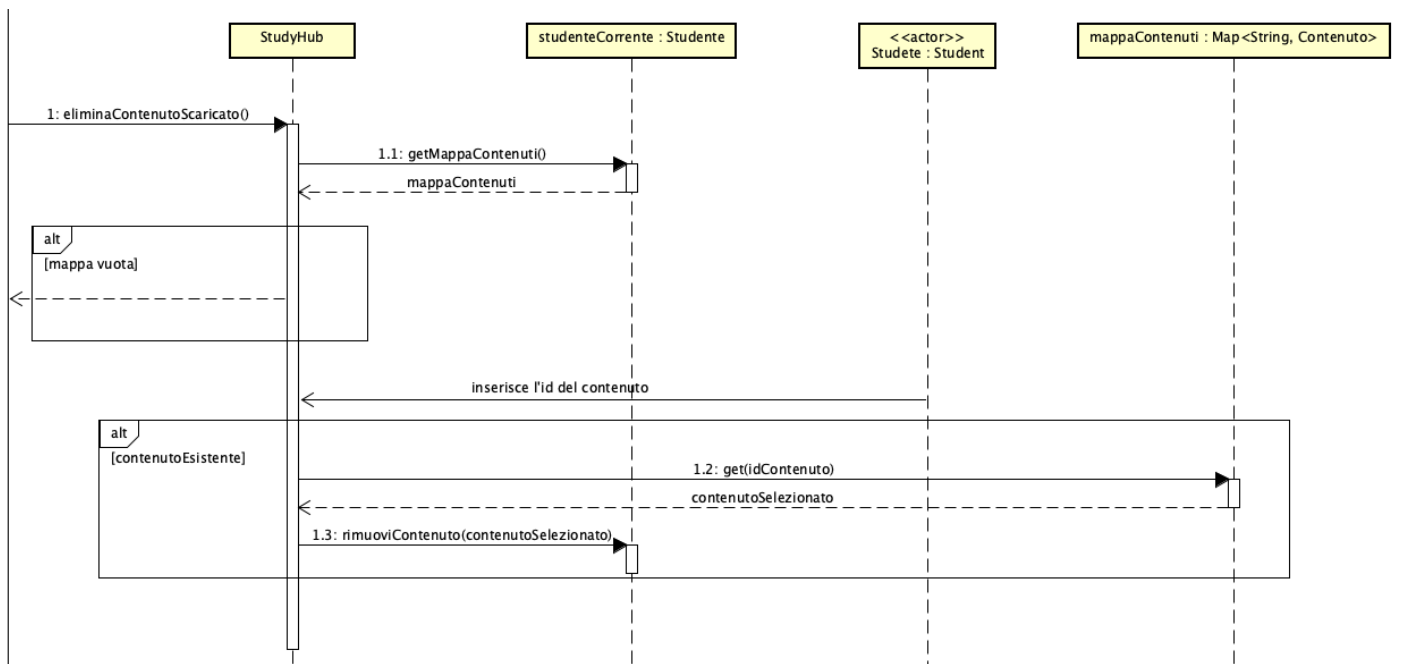 StudyHub
studenteCorrente : Studente
<<actor>>
Studete : Student
mappaContenuti : Map<String, Contenuto>
1: eliminaContenutoScaricato()
1.1: getMappaContenuti()
mappaContenuti
alt
[mappa vuota]
inserisce l'id del contenuto
alt
[contenutoEsistente]
1.2: get(idContenuto)
contenutoSelezionato
1.3: rimuoviContenuto(contenutoSelezionato)